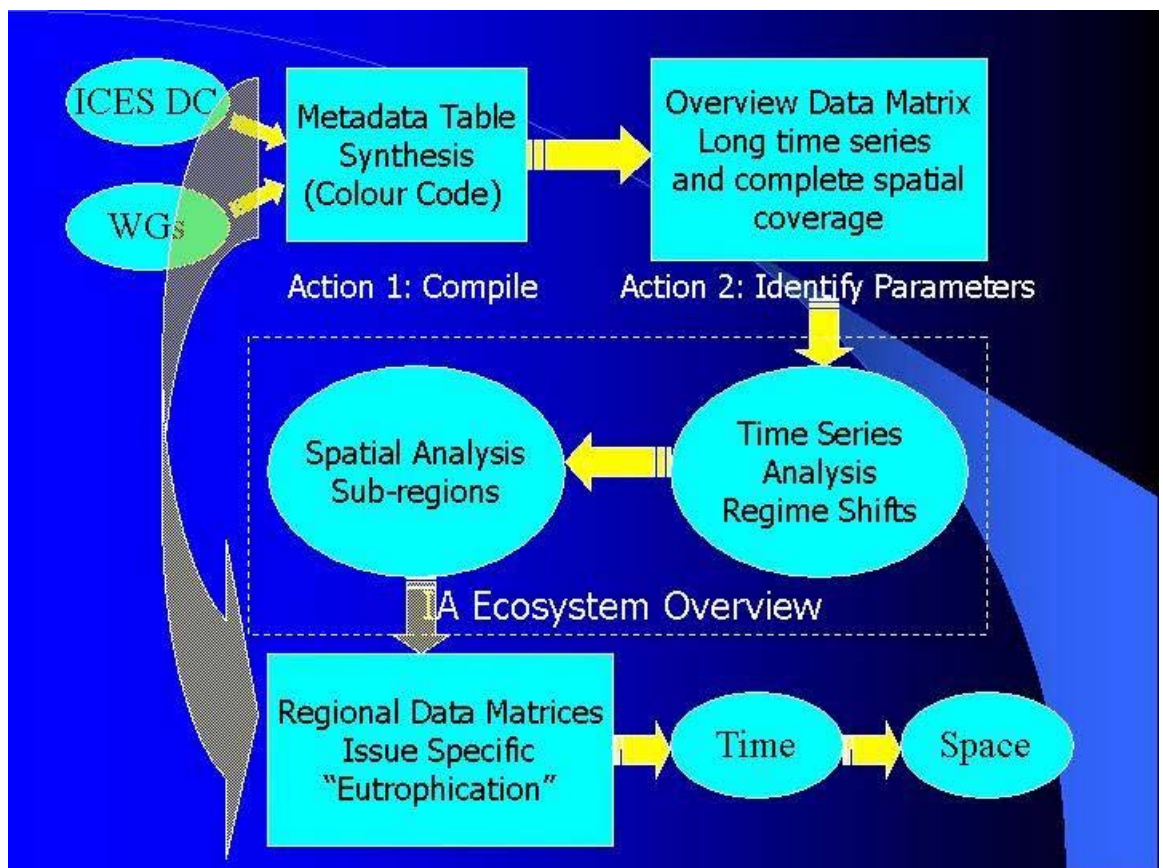 ICES DC
WGs
Metadata Table
Synthesis
(Colour Code)
Overview Data Matrix
Long time series
and complete spatial
coverage
Action 1: Compile
Action 2: Identify Parameters
Time Series
Analysis
Regime Shifts
Spatial Analysis
Sub-regions
IA Ecosystem Overview
Regional Data Matrices
Issue Specific
“Eutrophication”
Time
Space